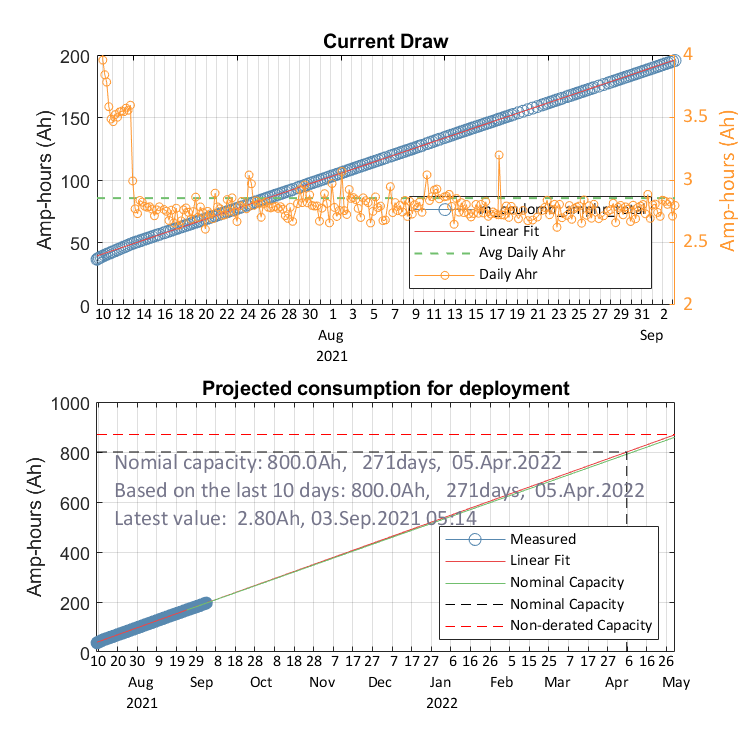 Current Draw
200
150
100
50
0
Amp-hours (Ah)
4
3.5
3
2.5
2
Amp-hours (Ah)
m_coulomb_amphr_total
Linear Fit
Avg Daily Ahr
Daily Ahr
10 12 14 16 18 20 22 24 26 28 30 1 3 5 7 9 11 13 15 17 19 21 23 25 27 29 31 2
Aug Sep
2021
Projected consumption for deployment
1000
800
600
400
200
0
Amp-hours (Ah)
Nomial capacity: 800.0Ah, 271days, 05.Apr.2022
Based on the last 10 days: 800.0Ah, 271days, 05.Apr.2022
Latest value: 2.80Ah, 03.Sep.2021 05:14
Measured
Linear Fit
Nominal Capacity
Nominal Capacity
Non-derated Capacity
10 20 30 9 19 29 8 18 28 8 18 28 7 17 27 7 17 27 6 16 26 5 15 25 7 17 27 6 16 26
Aug Sep Oct Nov Dec Jan Feb Mar Apr May
2021 2022